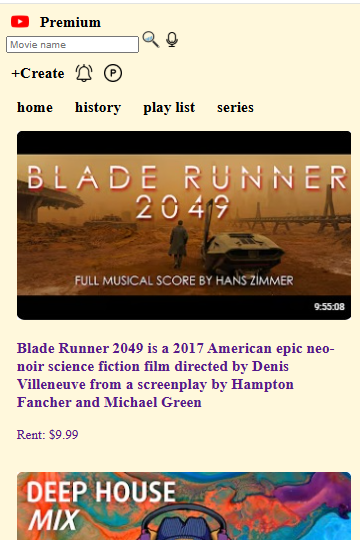 Premium
Movie name
+Create
P
home history play list series
BLADE RUNNER
2049
FULL MUSICAL SCORE BY HANS ZIMMER
9:55:08
Blade Runner 2049 is a 2017 American epic neo-
noir science fiction film directed by Denis
Villeneuve from a screenplay by Hampton
Fancher and Michael Green
Rent: $9.99
DEEP HOUSE
MIX